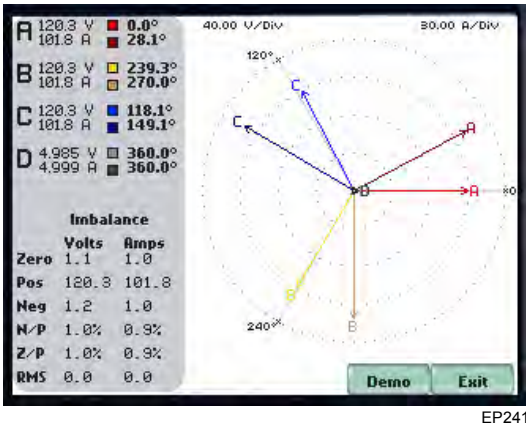 A 120.3 V 0.0°
101.8 A 28.1°
B 120.3 V 239.3°
101.8 A 270.0°
C 120.3 V 118.1°
101.8 A 149.1°
D 4.985 V 360.0°
4.999 A 360.0°
Imbalance
Volts Amps
Zero 1.1 1.0
Pos 120.3 101.8
Neg 1.2 1.0
N/P 1.0% 0.9%
Z/P 1.0% 0.9%
RMS 0.0 0.0
40.00 V/Div 30.00 A/Div
120° x
C
C
A
D A x0
B
240° x
B
Demo Exit
EP241